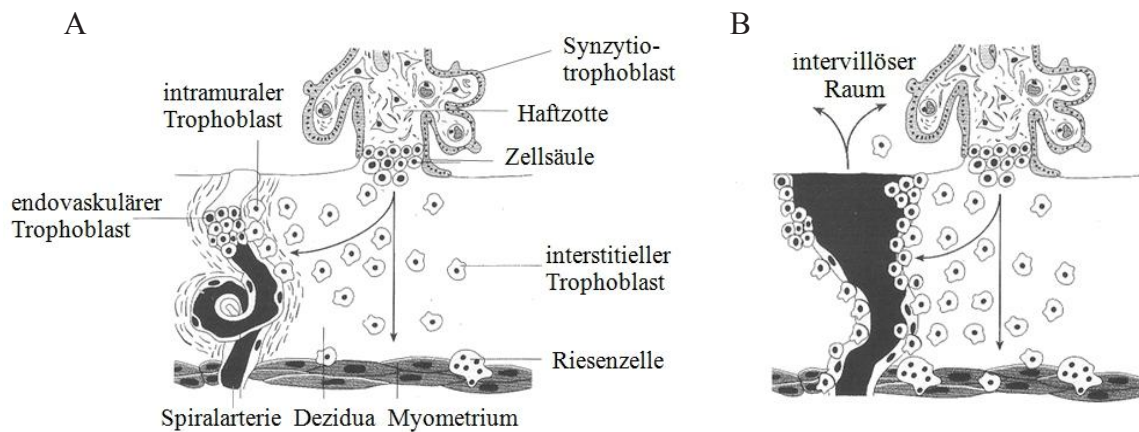 A
B
Synzytio-
trophoblast
intramuraler
Trophoblast
Haftzotte
Zellsäule
endovaskulärer
Trophoblast
interstitieller
Trophoblast
Riesenzelle
Spiralarterie Dezidua Myometrium
intervillöser
Raum